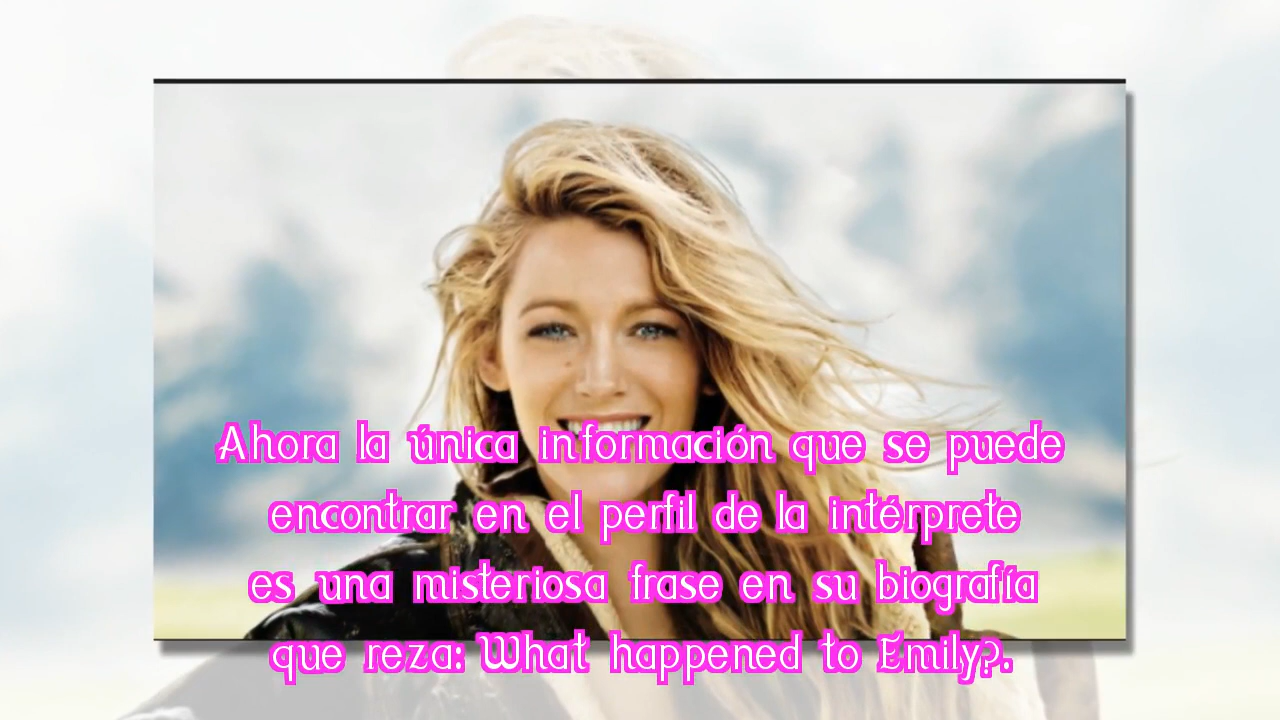 Ahora la única información que se puede
encontrar en el perfil de la intérprete
es una misteriosa frase en su biografía
que reza: What happened to Emily?.